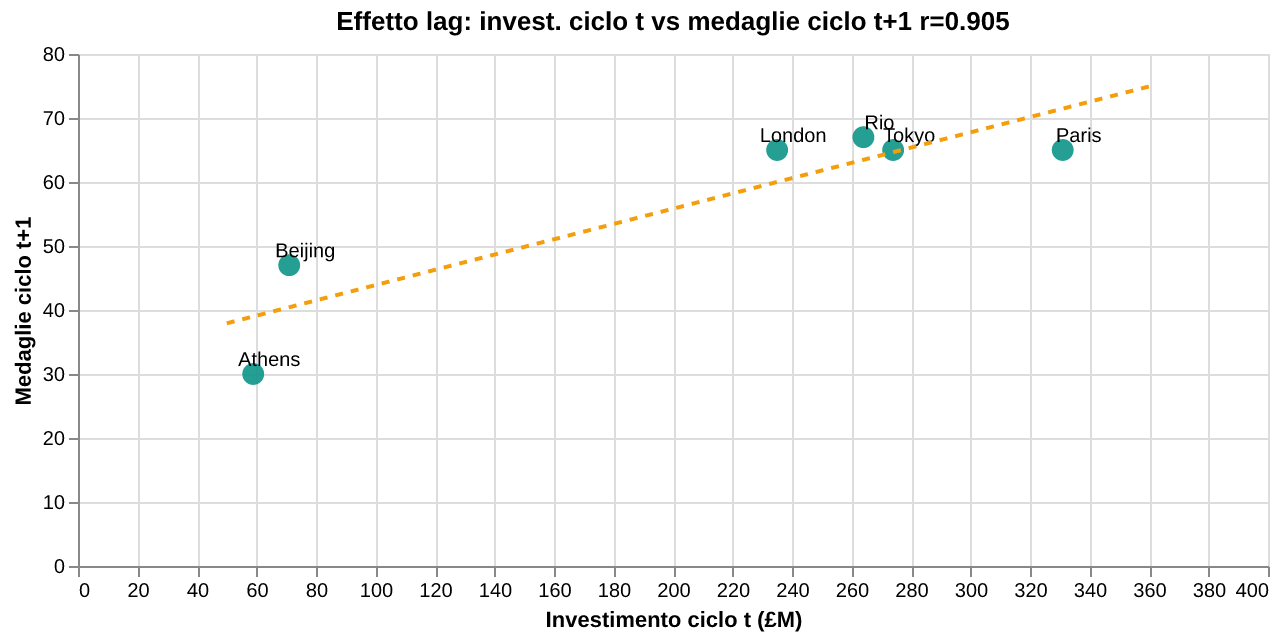 Effetto lag: invest. ciclo t vs medaglie ciclo t+1 r=0.905
80
70
60
50
40
30
20
10
0
Medaglie ciclo t+1
Rio
London
Tokyo
Paris
Beijing
Athens
0 20 40 60 80 100 120 140 160 180 200 220 240 260 280 300 320 340 360 380 400
Investimento ciclo t (£M)